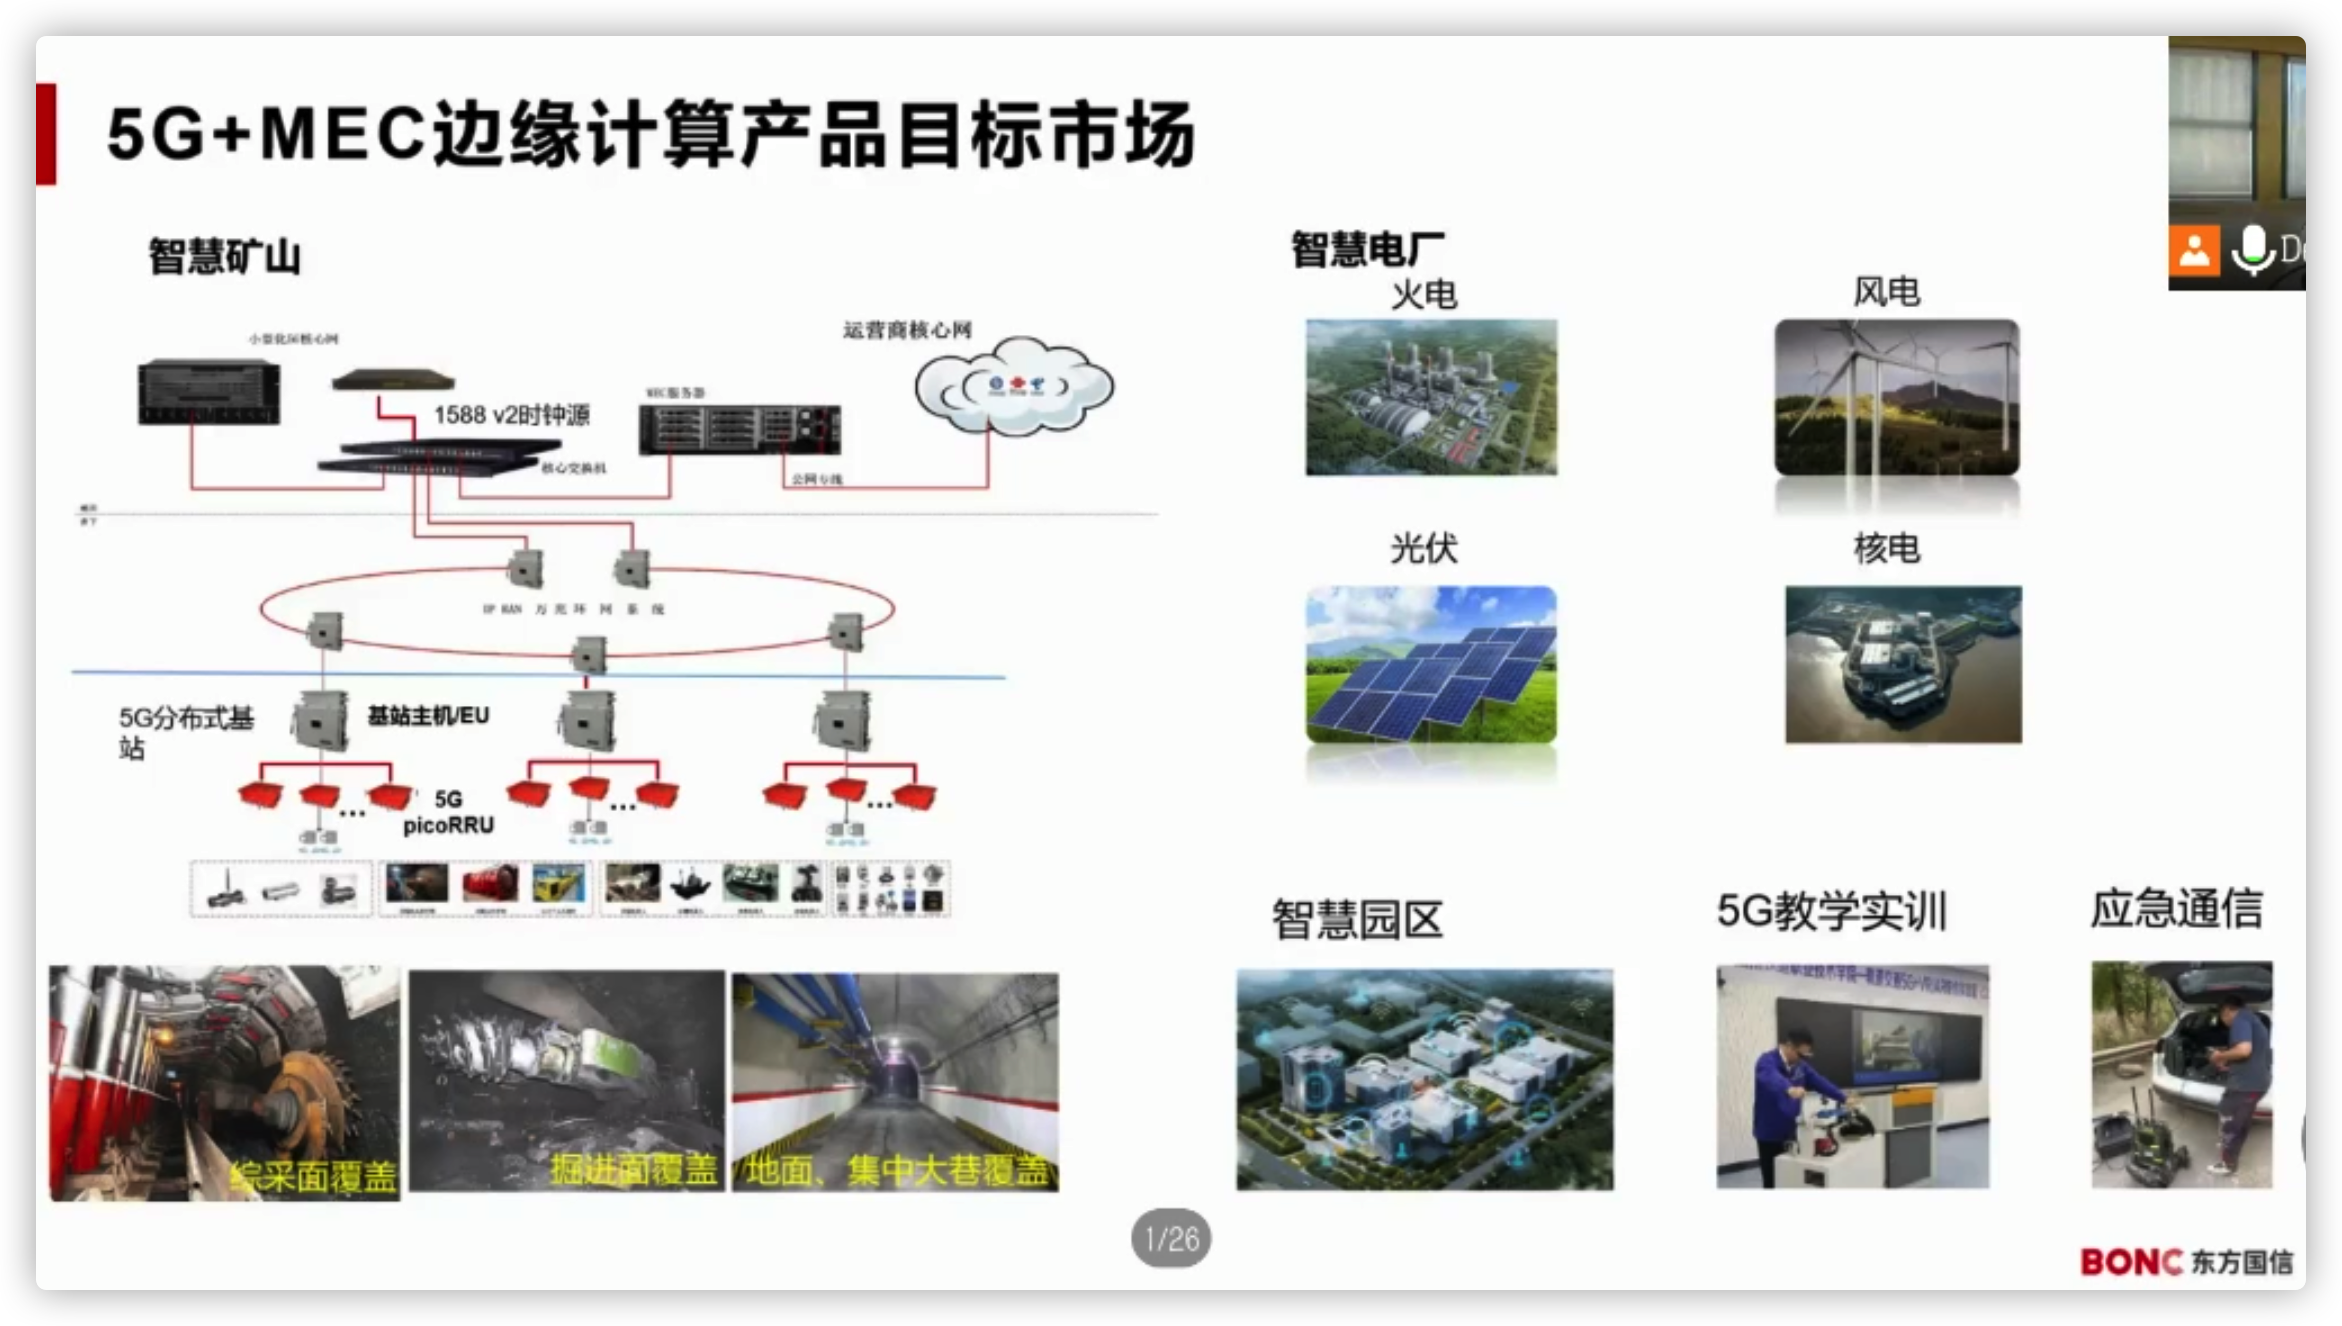 5G+MEC边缘计算产品目标市场
智慧矿山
小型化5G核心网
1588 v2时钟源
核心交换机
MEC服务器
运营商核心网
公网专线
井下
IP RAN 万兆环网系统
5G分布式基
站
基站主机/EU
5G
picoRRU
综采面覆盖
掘进面覆盖
地面、集中大巷覆盖
智慧电厂
火电
风电
光伏
核电
智慧园区
5G教学实训
应急通信
1/26
BONC 东方国信